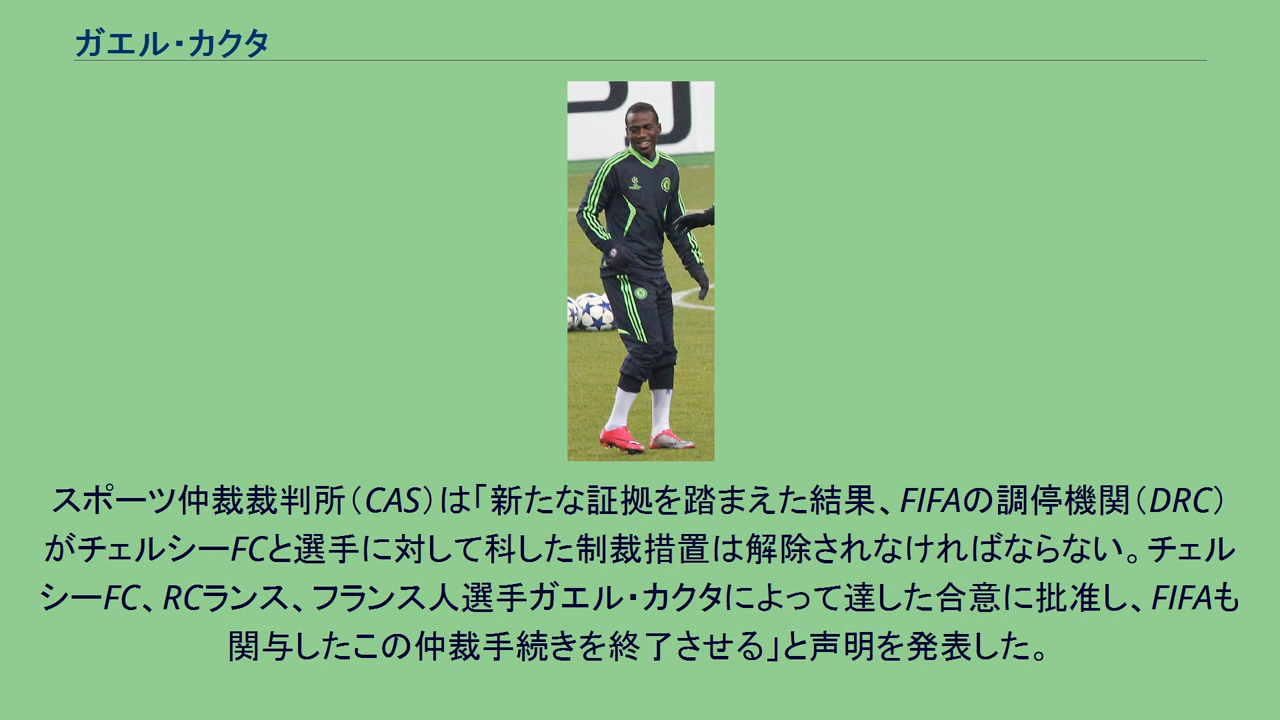 ガエル・カクタ
スポーツ仲裁裁判所（CAS）は「新たな証拠を踏まえた結果、FIFAの調停機関（DRC）
がチェルシーFCと選手に対して科した制裁措置は解除されなければならない。チェル
シーFC、RCランス、フランス人選手ガエル・カクタによって達した合意に批准し、FIFAも
関与したこの仲裁手続きを終了させる」と声明を発表した。